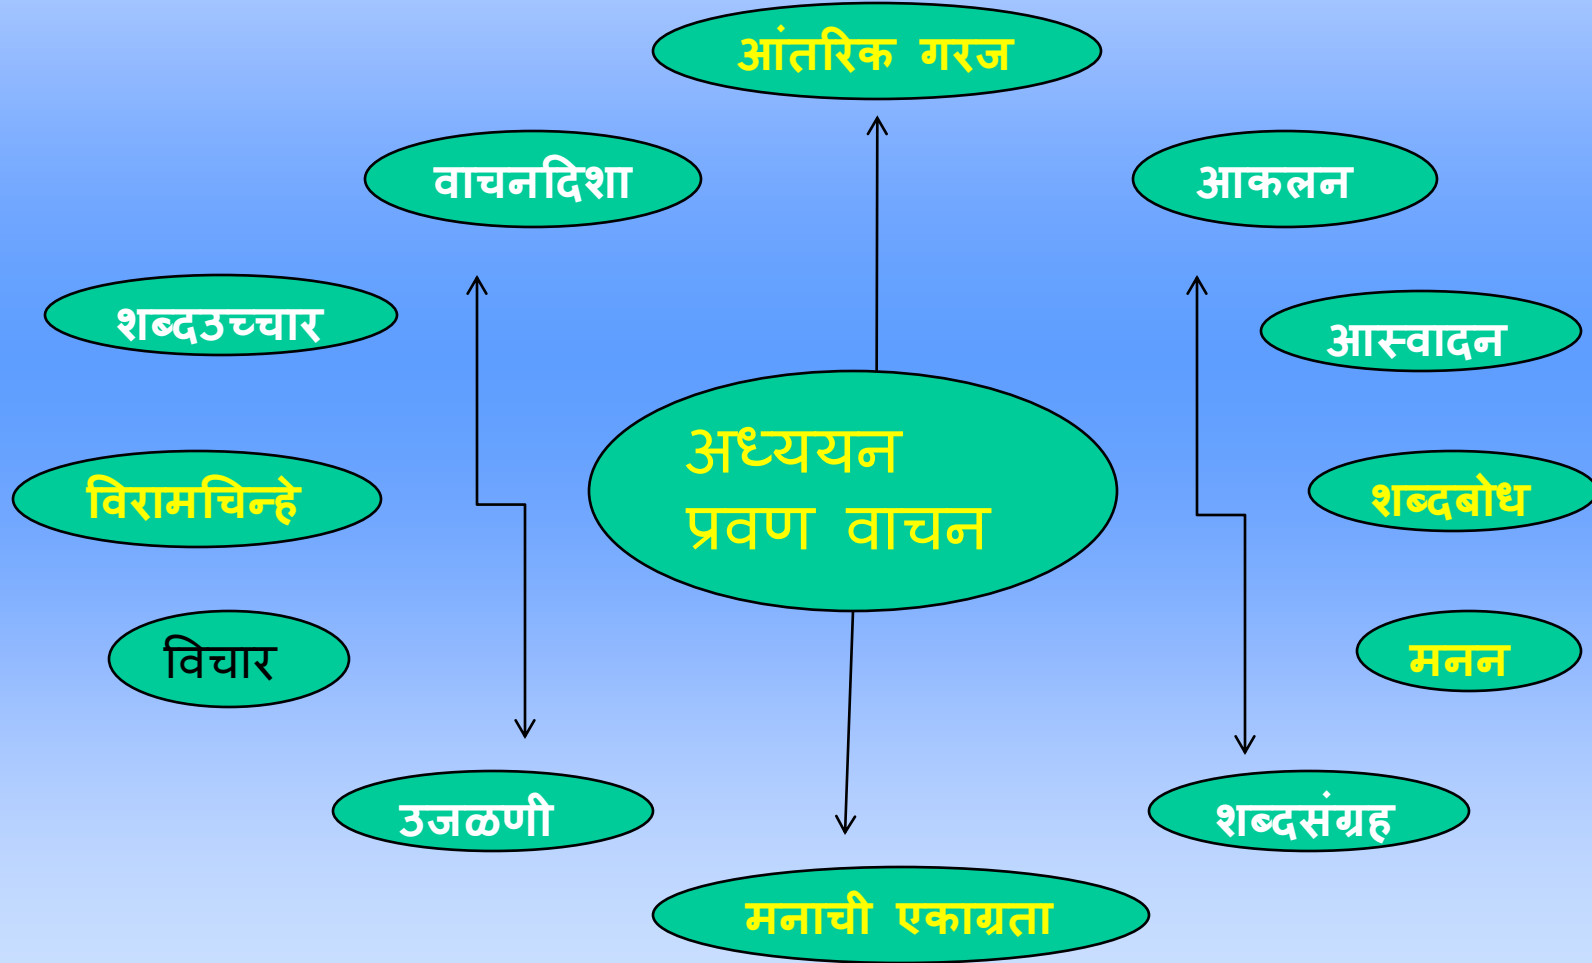 आंतरिक गरज
वाचनदिशा
आकलन
शब्दउच्चार
आस्वादन
अध्ययन
प्रवण वाचन
विरामचिन्हे
शब्दबोध
विचार
मनन
उजळणी
शब्दसंग्रह
मनाची एकाग्रता